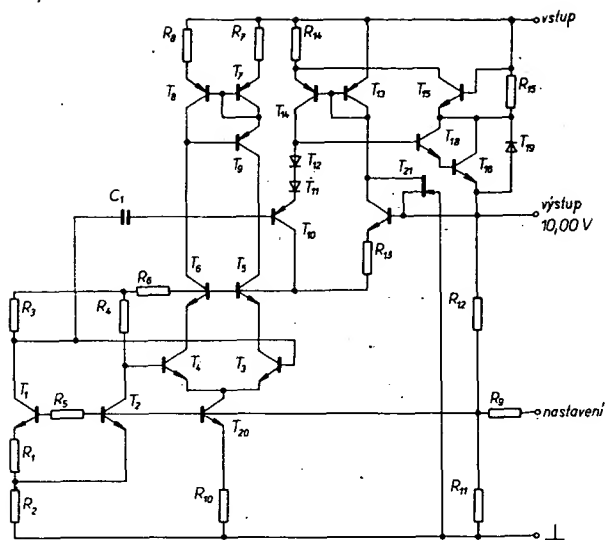 R8
R7
R14
vstup
T8
T7
T14
T13
T15
R15
T9
T18
T16
T19
T12
T11
T21
C1
T10
výstup
10,00 V
T6
T5
R13
R12
R3
R4
R6
T4
T3
T1
R5
T2
T20
R9
nastavení
R1
R2
R10
R11
⊥